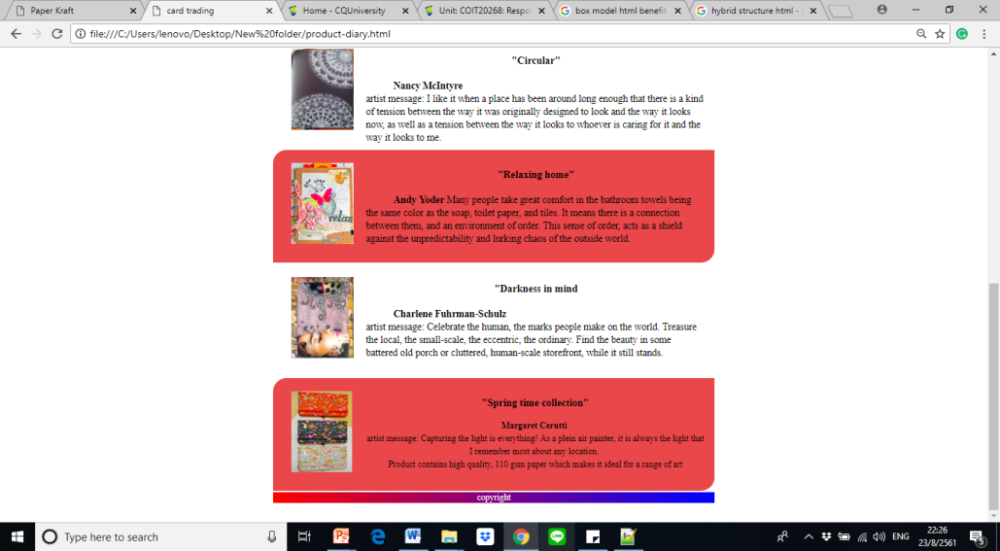 Paper Kraft
card trading
Home - CQUniversity
Unit: COIT20268: Respo
box model html benefit
hybrid structure html -
file:///C:/Users/lenovo/Desktop/New%20folder/product-diary.html
"Circular"
Nancy McIntyre
artist message: I like it when a place has been around long enough that there is a kind
of tension between the way it was originally designed to look and the way it looks
now, as well as a tension between the way it looks to whoever is caring for it and the
way it looks to me.
"Relaxing home"
relax
Andy Yoder Many people take great comfort in the bathroom towels being
the same color as the soap, toilet paper, and tiles. It means there is a connection
between them, and an environment of order. This sense of order, acts as a shield
against the unpredictability and lurking chaos of the outside world.
"Darkness in mind
Charlene Fuhrman-Schulz
artist message: Celebrate the human, the marks people make on the world. Treasure
the local, the small-scale, the eccentric, the ordinary. Find the beauty in some
battered old porch or cluttered, human-scale storefront, while it still stands.
"Spring time collection"
Margaret Cerutti
artist message: Capturing the light is everything! As a plein air painter, it is always the light that
I remember most about any location.
Product contains high quality, 110 gsm paper which makes it ideal for a range of art
copyright
Type here to search
ENG
22:26
23/8/2561
5